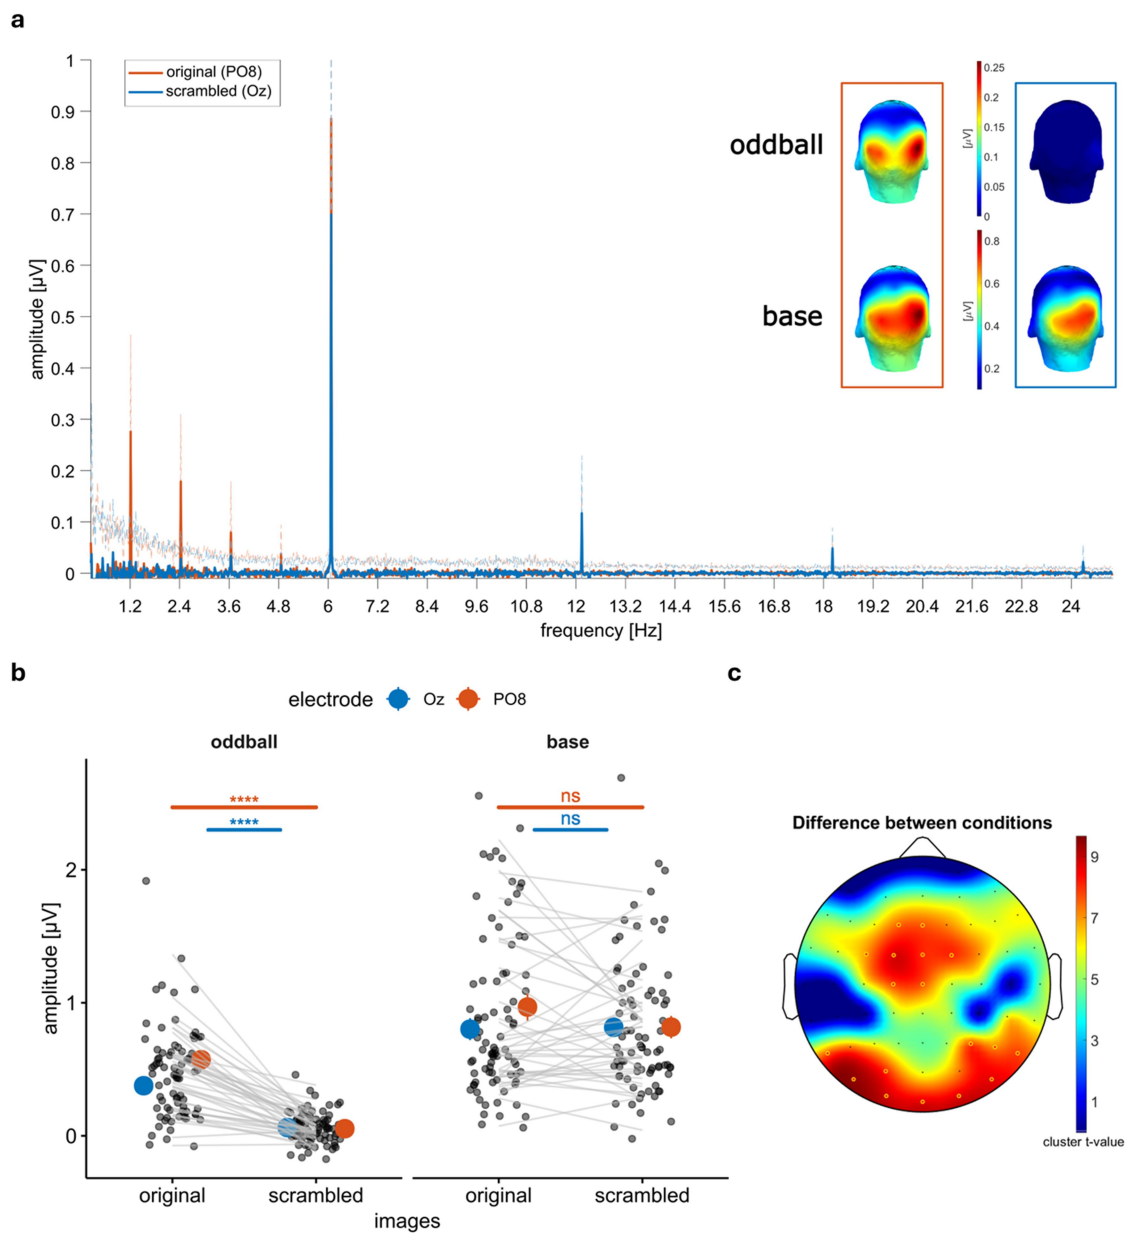 a
original (PO8)
scrambled (Oz)
1
0.9
0.8
0.7
0.6
0.5
0.4
0.3
0.2
0.1
0
amplitude [µV]
1.2 2.4 3.6 4.8 6 7.2 8.4 9.6 10.8 12 13.2 14.4 15.6 16.8 18 19.2 20.4 21.6 22.8 24
frequency [Hz]
oddball
0.25
0.2
0.15
0.1
0.05
0
[µV]
base
0.8
0.6
0.4
0.2
[µV]
b
electrode Oz PO8
oddball base
**** ns
**** ns
2
1
0
amplitude [µV]
original scrambled original scrambled
images
c
Difference between conditions
9
7
5
3
1
cluster t-value